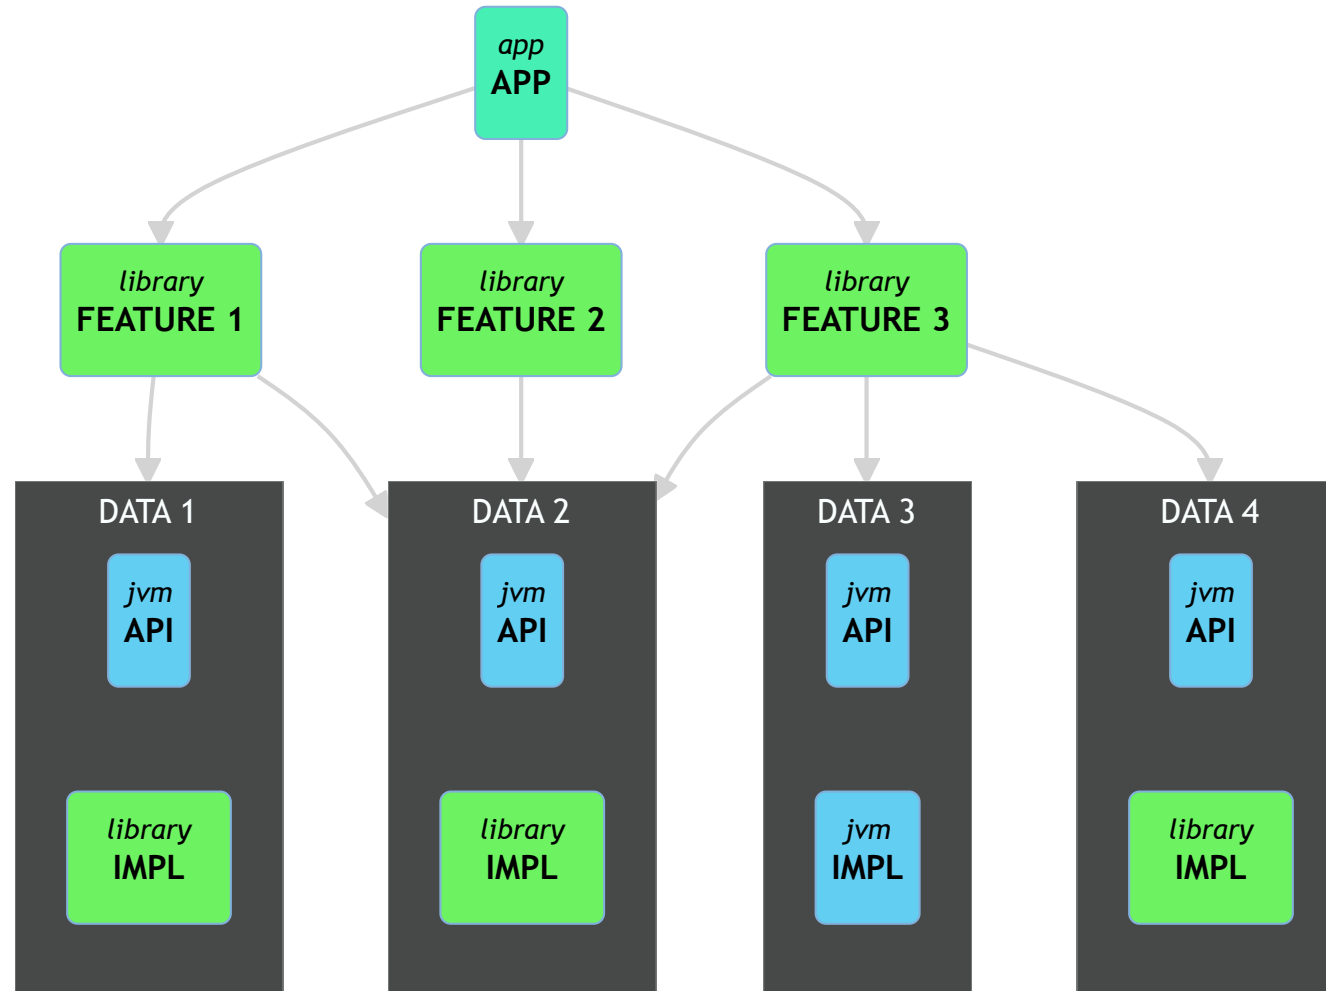 app
APP
library
FEATURE 1
library
FEATURE 2
library
FEATURE 3
DATA 1
jvm
API
library
IMPL
DATA 2
jvm
API
library
IMPL
DATA 3
jvm
API
jvm
IMPL
DATA 4
jvm
API
library
IMPL